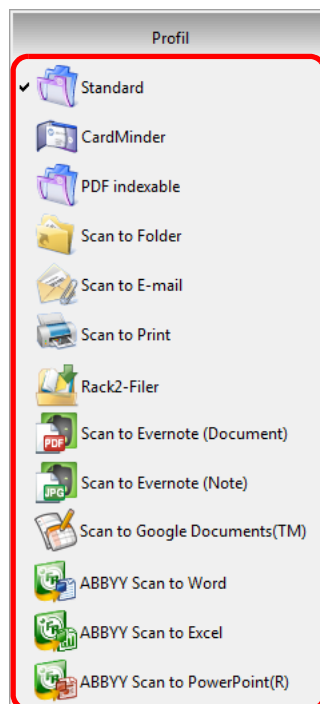 Profil
Standard
CardMinder
PDF indexable
Scan to Folder
Scan to E-mail
Scan to Print
Rack2-Filer
PDF
Scan to Evernote (Document)
JPG
Scan to Evernote (Note)
Scan to Google Documents(TM)
ABBYY Scan to Word
ABBYY Scan to Excel
ABBYY Scan to PowerPoint(R)